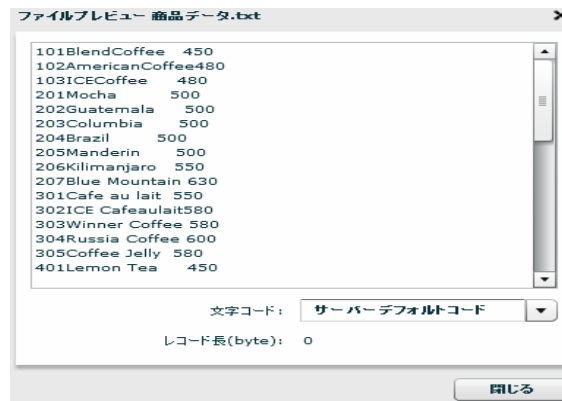 ファイルプレビュー 商品データ.txt
101BlendCoffee   450
102AmericanCoffee480
103ICECoffee     480
201Mocha         500
202Guatemala     500
203Columbia      500
204Brazil        500
205Manderin      500
206Kilimanjaro   550
207Blue Mountain 630
301Cafe au lait  550
302ICE Cafeaulait580
303Winner Coffee 580
304Russia Coffee 600
305Coffee Jelly  580
401Lemon Tea     450
文字コード: サーバーデフォルトコード
レコード長(byte): 0
閉じる